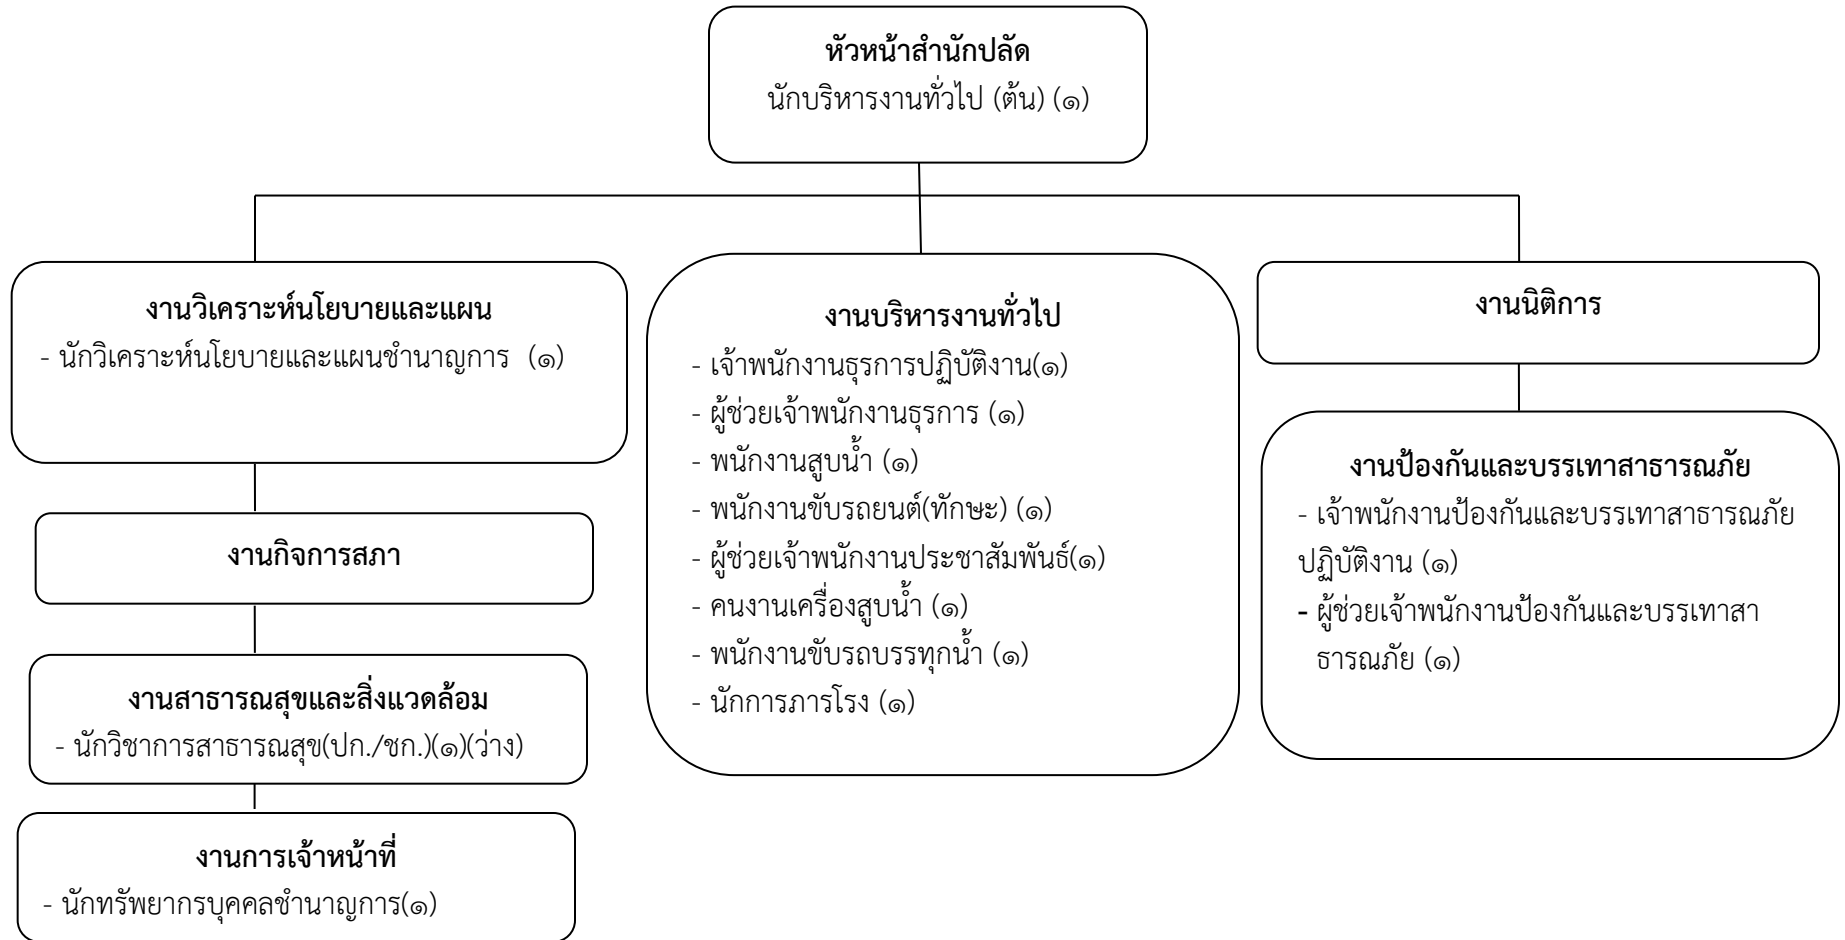 หัวหน้าสำนักปลัด
นักบริหารงานทั่วไป (ต้น) (๑)
งานวิเคราะห์นโยบายและแผน
- นักวิเคราะห์นโยบายและแผนชำนาญการ (๑)
งานกิจการสภา
งานสาธารณสุขและสิ่งแวดล้อม
- นักวิชาการสาธารณสุข(ปก./ชก.)(๑)(ว่าง)
งานการเจ้าหน้าที่
- นักทรัพยากรบุคคลชำนาญการ(๑)
งานบริหารงานทั่วไป
- เจ้าพนักงานธุรการปฏิบัติงาน(๑)
- ผู้ช่วยเจ้าพนักงานธุรการ (๑)
- พนักงานสูบน้ำ (๑)
- พนักงานขับรถยนต์(ทักษะ) (๑)
- ผู้ช่วยเจ้าพนักงานประชาสัมพันธ์(๑)
- คนงานเครื่องสูบน้ำ (๑)
- พนักงานขับรถบรรทุกน้ำ (๑)
- นักการภารโรง (๑)
งานนิติการ
งานป้องกันและบรรเทาสาธารณภัย
- เจ้าพนักงานป้องกันและบรรเทาสาธารณภัย
ปฏิบัติงาน (๑)
- ผู้ช่วยเจ้าพนักงานป้องกันและบรรเทาสา
ธารณภัย (๑)